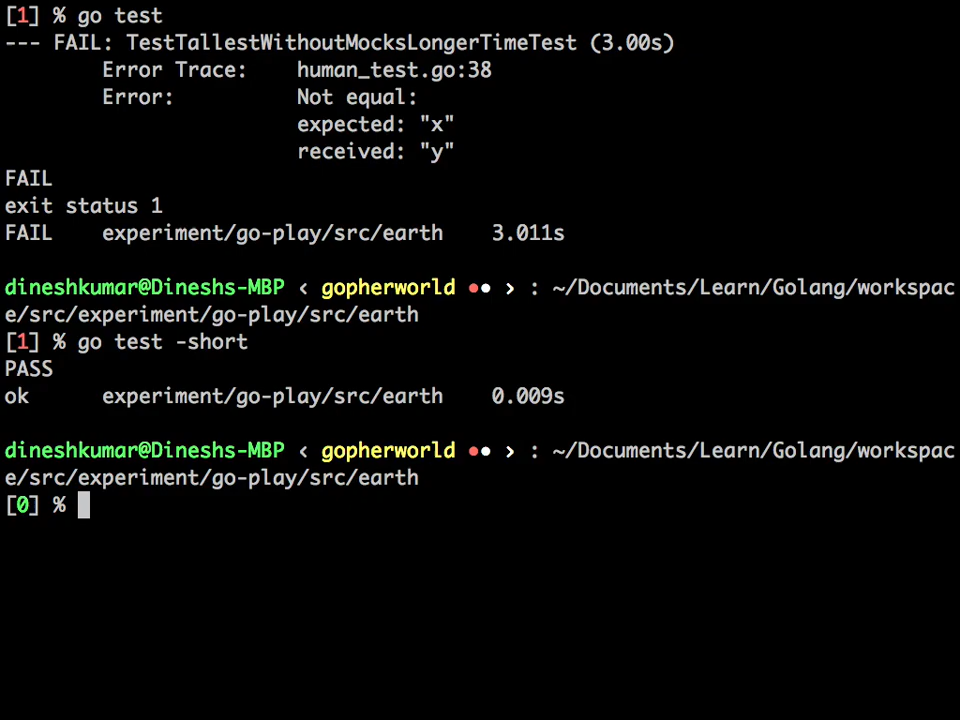 [1] % go test
--- FAIL: TestTallestWithoutMocksLongerTimeTest (3.00s)
        Error Trace:    human_test.go:38
        Error:          Not equal:
                        expected: "x"
                        received: "y"
FAIL
exit status 1
FAIL    experiment/go-play/src/earth    3.011s

dineshkumar@Dineshs-MBP ‹ gopherworld ●● › : ~/Documents/Learn/Golang/workspac
e/src/experiment/go-play/src/earth
[1] % go test -short
PASS
ok      experiment/go-play/src/earth    0.009s

dineshkumar@Dineshs-MBP ‹ gopherworld ●● › : ~/Documents/Learn/Golang/workspac
e/src/experiment/go-play/src/earth
[0] %